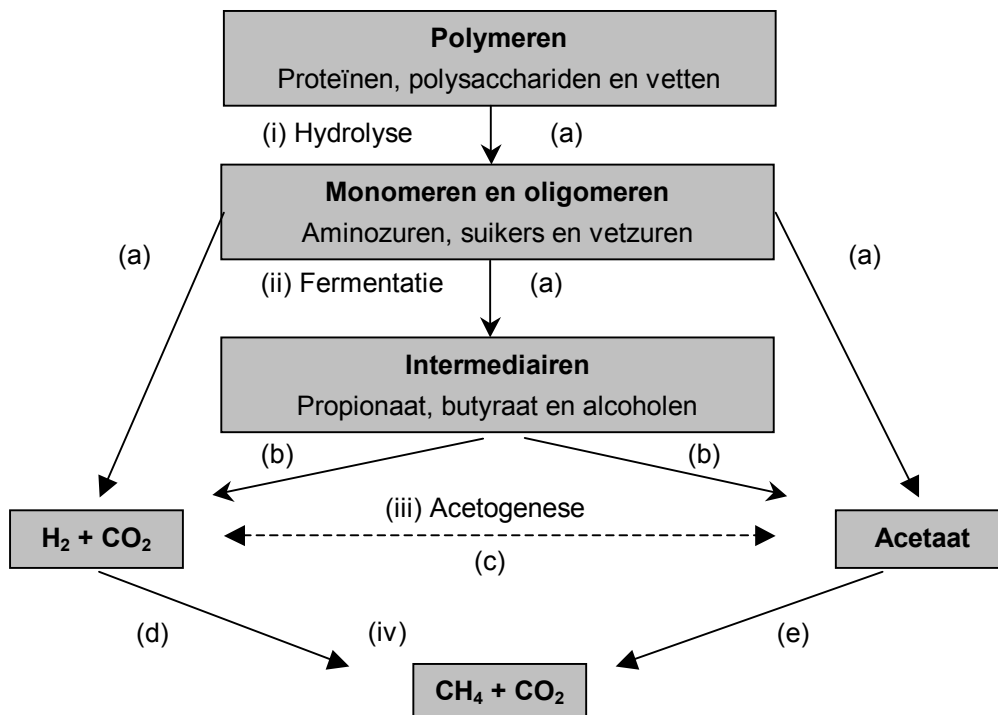 Polymeren
Proteïnen, polysacchariden en vetten
(i) Hydrolyse (a)
Monomeren en oligomeren
Aminozuren, suikers en vetzuren
(a) (a)
(ii) Fermentatie (a)
Intermediairen
Propionaat, butyraat en alcoholen
(b) (b)
(iii) Acetogenese
H₂ + CO₂
Acetaat
(c)
(d) (iv) (e)
CH₄ + CO₂